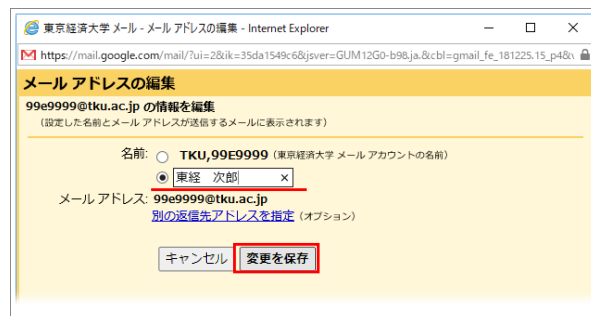 東京経済大学 メール - メール アドレスの編集 - Internet Explorer
https://mail.google.com/mail/?ui=2&ik=35da1549c6&jsver=GUM12G0-b98.ja.&cbl=gmail_fe_181225.15_p4&
メール アドレスの編集
99e9999@tku.ac.jp の情報を編集
(設定した名前とメール アドレスが送信するメールに表示されます)
名前: TKU,99E9999 (東京経済大学 メール アカウントの名前)
東経 次郎 ×
メール アドレス: 99e9999@tku.ac.jp
別の返信先アドレスを指定 (オプション)
キャンセル 変更を保存